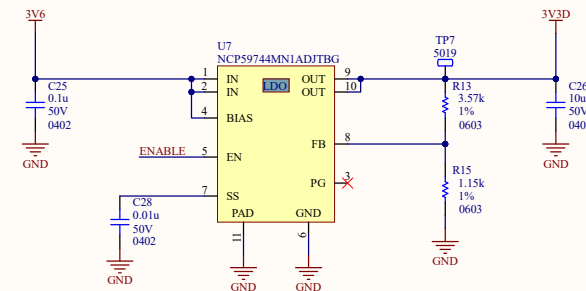 3V6
3V3D
U7
NCP59744MN1ADJTBG
TP7
5019
1
IN
LDO
OUT
9
2
IN
OUT
10
C25
0.1u
50V
0402
4
BIAS
R13
3.57k
1%
0603
C26
10u
50V
040
FB
8
ENABLE
5
EN
GND
GND
PG
3
R15
1.15k
1%
0603
7
SS
C28
0.01u
50V
0402
PAD
GND
11
6
GND
GND
GND
GND